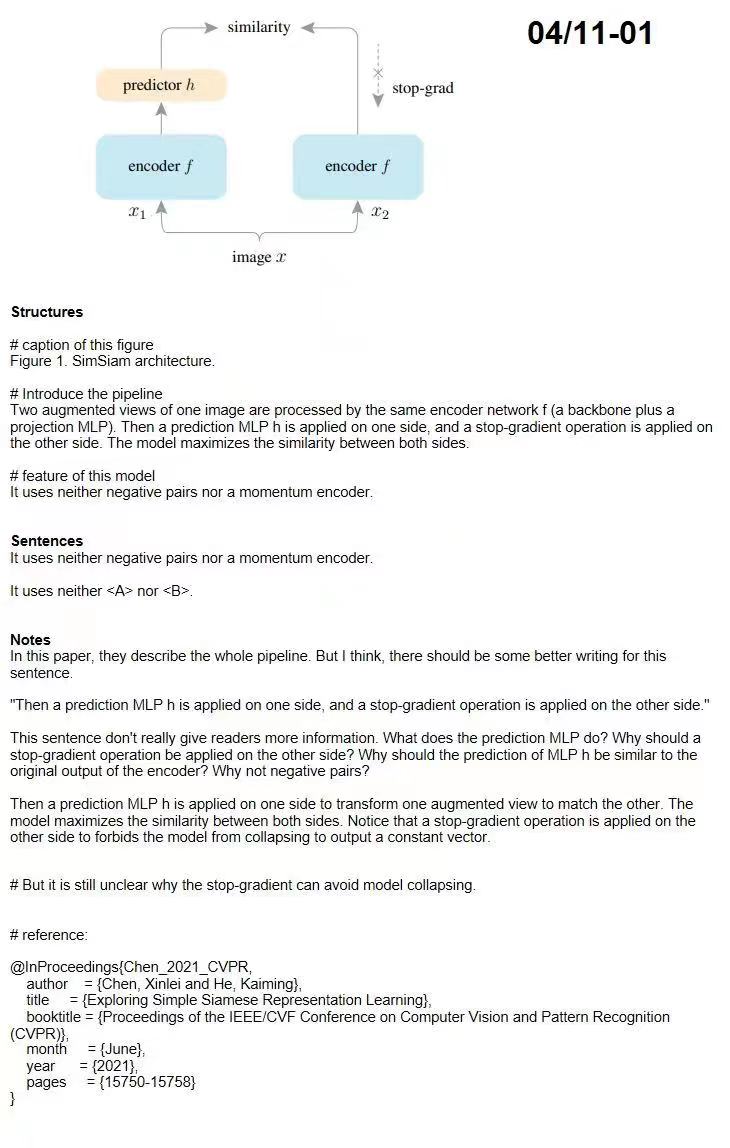 similarity
04/11-01
predictor h
stop-grad
encoder f
encoder f
x1
x2
image x
Structures
# caption of this figure
Figure 1. SimSiam architecture.
# Introduce the pipeline
Two augmented views of one image are processed by the same encoder network f (a backbone plus a
projection MLP). Then a prediction MLP h is applied on one side, and a stop-gradient operation is applied on
the other side. The model maximizes the similarity between both sides.
# feature of this model
It uses neither negative pairs nor a momentum encoder.
Sentences
It uses neither negative pairs nor a momentum encoder.
It uses neither <A> nor <B>.
Notes
In this paper, they describe the whole pipeline. But I think, there should be some better writing for this
sentence.
"Then a prediction MLP h is applied on one side, and a stop-gradient operation is applied on the other side."
This sentence don't really give readers more information. What does the prediction MLP do? Why should a
stop-gradient operation be applied on the other side? Why should the prediction of MLP h be similar to the
original output of the encoder? Why not negative pairs?
Then a prediction MLP h is applied on one side to transform one augmented view to match the other. The
model maximizes the similarity between both sides. Notice that a stop-gradient operation is applied on the
other side to forbids the model from collapsing to output a constant vector.
# But it is still unclear why the stop-gradient can avoid model collapsing.
# reference:
@InProceedings{Chen_2021_CVPR,
author = {Chen, Xinlei and He, Kaiming},
title = {Exploring Simple Siamese Representation Learning},
booktitle = {Proceedings of the IEEE/CVF Conference on Computer Vision and Pattern Recognition
(CVPR)},
month = {June},
year = {2021},
pages = {15750-15758}
}